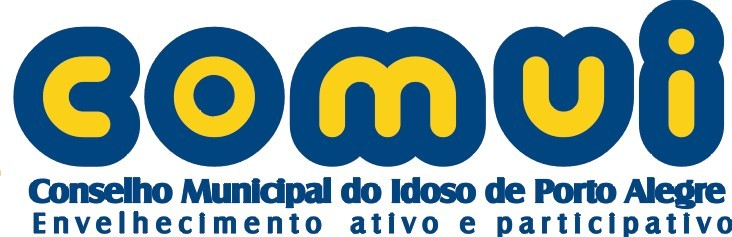 comui
Conselho Municipal do Idoso de Porto Alegre
Envelhecimento ativo e participativo